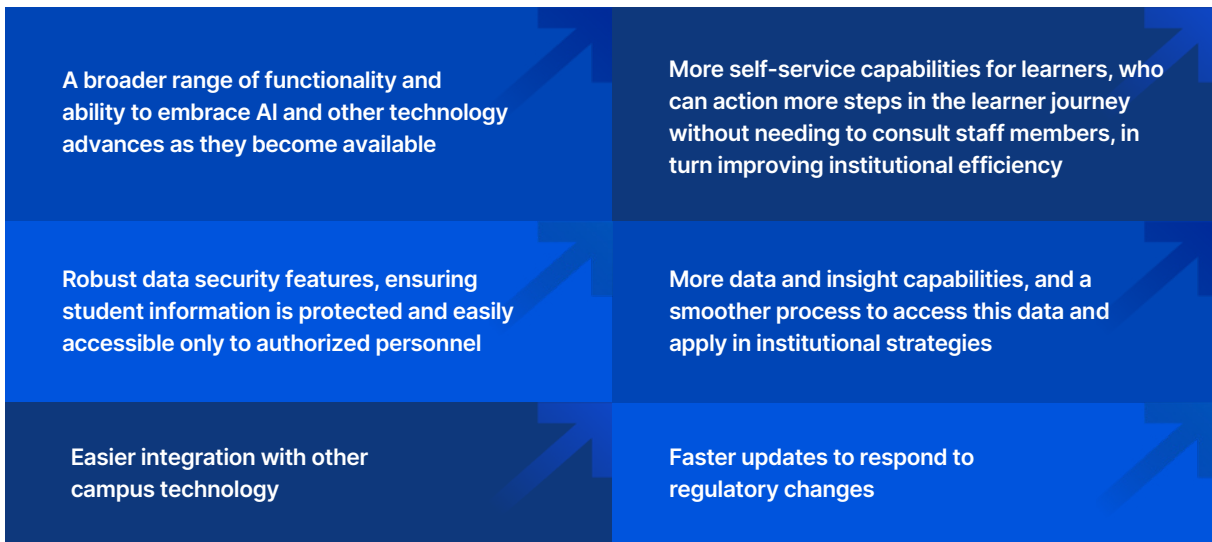 A broader range of functionality and
ability to embrace AI and other technology
advances as they become available
More self-service capabilities for learners, who
can action more steps in the learner journey
without needing to consult staff members, in
turn improving institutional efficiency
Robust data security features, ensuring
student information is protected and easily
accessible only to authorized personnel
More data and insight capabilities, and a
smoother process to access this data and
apply in institutional strategies
Easier integration with other
campus technology
Faster updates to respond to
regulatory changes